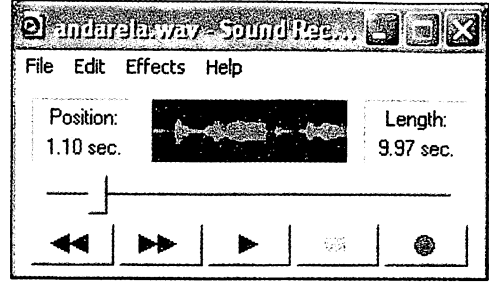 andarela.wav - Sound Rec...
File Edit Effects Help
Position:
1.10 sec.
Length:
9.97 sec.